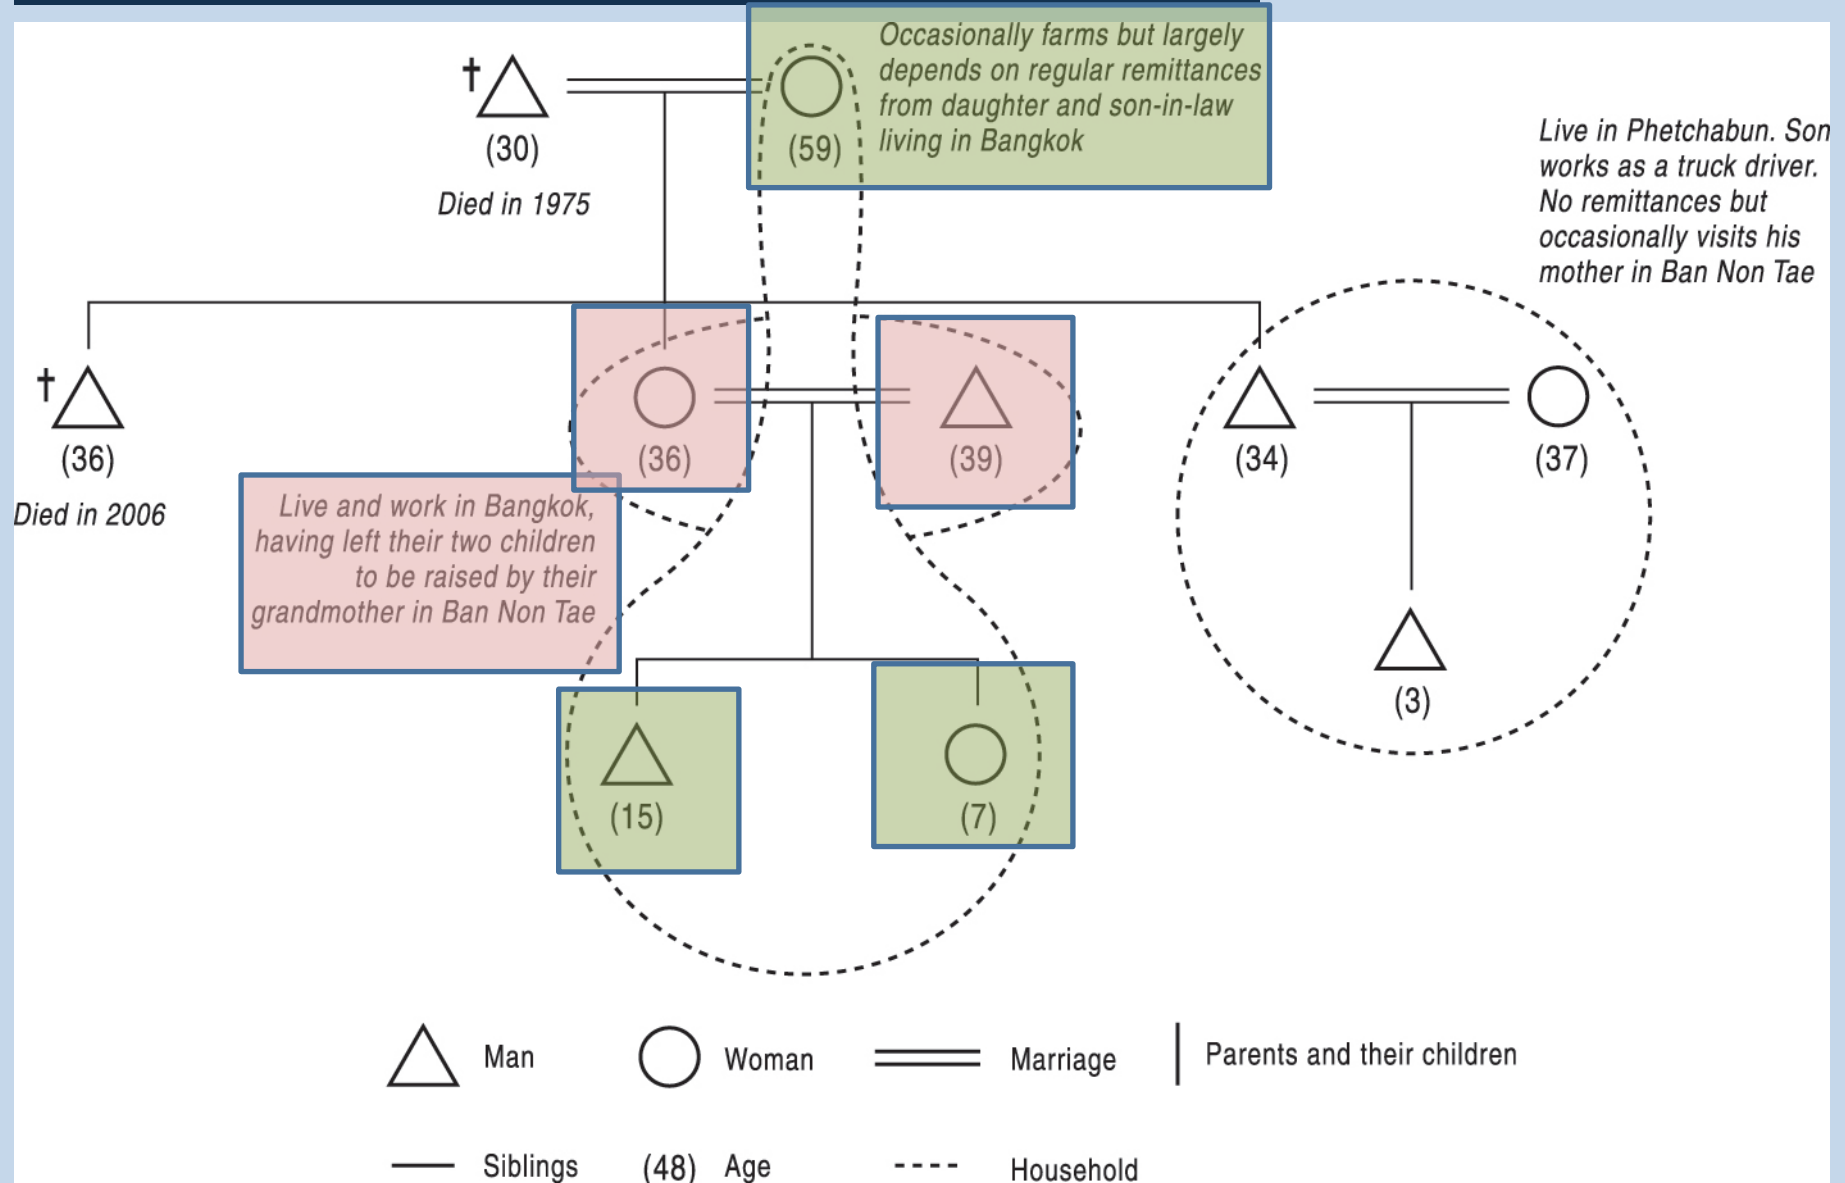 Occasionally farms but largely
depends on regular remittances
from daughter and son-in-law
living in Bangkok
†
(30)
(59)
Died in 1975
Live in Phetchabun. Son
works as a truck driver.
No remittances but
occasionally visits his
mother in Ban Non Tae
†
(36)
(36)
(39)
(34)
(37)
Died in 2006
Live and work in Bangkok,
having left their two children
to be raised by their
grandmother in Ban Non Tae
(3)
(15)
(7)
Man
Woman
Marriage
Parents and their children
Siblings
(48) Age
Household